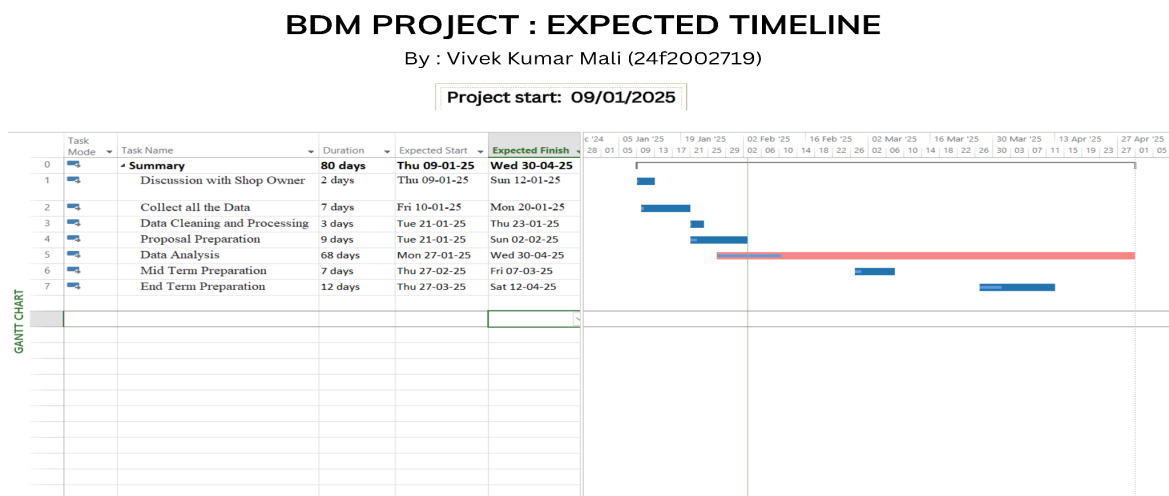 BDM PROJECT : EXPECTED TIMELINE
By : Vivek Kumar Mali (24f2002719)
Project start: 09/01/2025
Task Mode Task Name Duration Expected Start Expected Finish
0 Summary 80 days Thu 09-01-25 Wed 30-04-25
1 Discussion with Shop Owner 2 days Thu 09-01-25 Sun 12-01-25
2 Collect all the Data 7 days Fri 10-01-25 Mon 20-01-25
3 Data Cleaning and Processing 3 days Tue 21-01-25 Thu 23-01-25
4 Proposal Preparation 9 days Tue 21-01-25 Sun 02-02-25
5 Data Analysis 68 days Mon 27-01-25 Wed 30-04-25
6 Mid Term Preparation 7 days Thu 27-02-25 Fri 07-03-25
7 End Term Preparation 12 days Thu 27-03-25 Sat 12-04-25
GANTT CHART
c '24 05 Jan '25 19 Jan '25 02 Feb '25 16 Feb '25 02 Mar '25 16 Mar '25 30 Mar '25 13 Apr '25 27 Apr '25
28 01 05 09 13 17 21 25 29 02 06 10 14 18 22 26 02 06 10 14 18 22 26 30 03 07 11 15 19 23 27 01 05